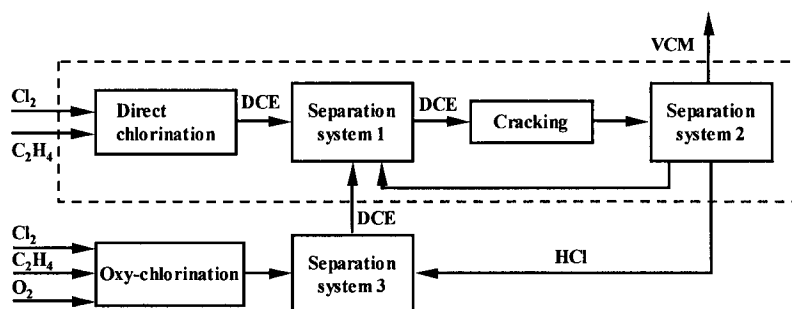 VCM
Cl2
C2H4
Direct
chlorination
DCE
Separation
system 1
DCE
Cracking
Separation
system 2
DCE
Cl2
C2H4
O2
Oxy-chlorination
Separation
system 3
HCl